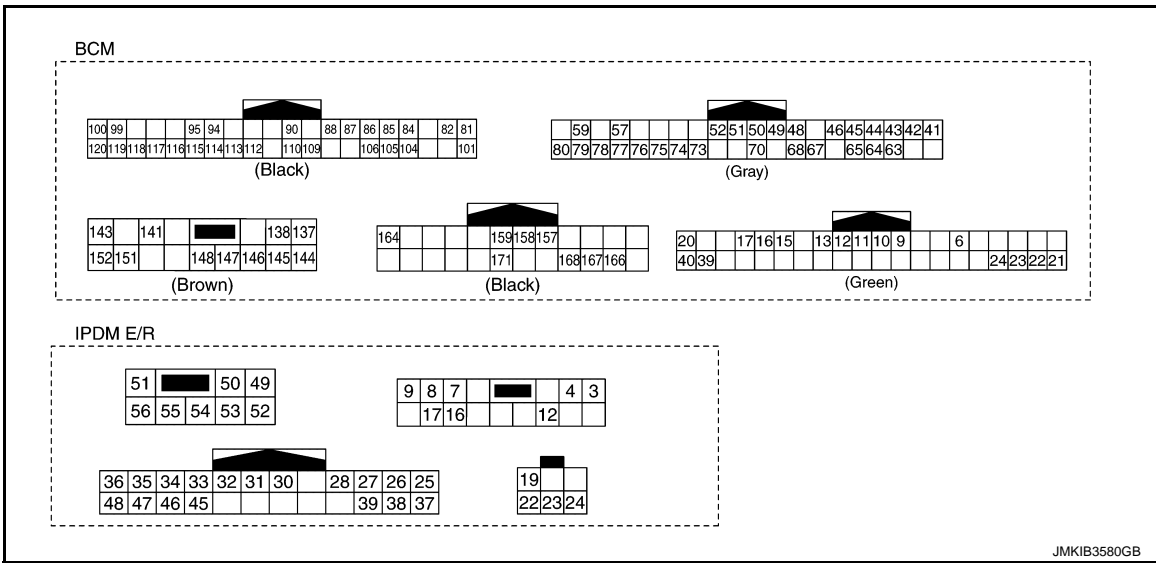 BCM
100 99 95 94 90 88 87 86 85 84 82 81
120 119 118 117 116 115 114 113 112 110 109 106 105 104 101
(Black)
59 57 52 51 50 49 48 46 45 44 43 42 41
80 79 78 77 76 75 74 73 70 68 67 65 64 63
(Gray)
143 141 138 137
152 151 148 147 146 145 144
(Brown)
164 159 158 157
171 168 167 166
(Black)
20 17 16 15 13 12 11 10 9 6
40 39 24 23 22 21
(Green)
IPDM E/R
51 50 49
56 55 54 53 52
9 8 7 4 3
17 16 12
36 35 34 33 32 31 30 28 27 26 25
48 47 46 45 39 38 37
19
22 23 24
JMKIB3580GB